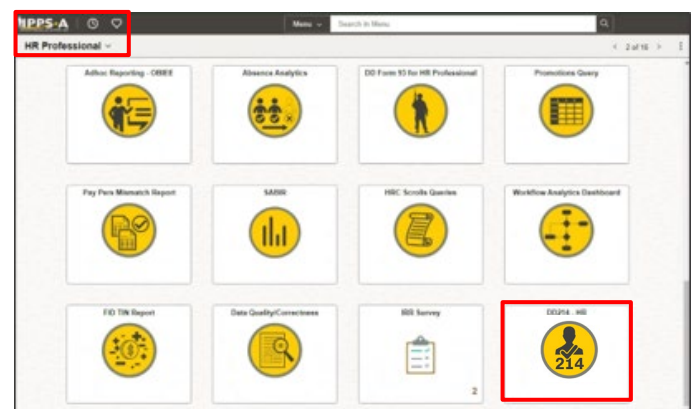 IPPS-A
Menu
Search in Menu
HR Professional
2 of 16
Adhoc Reporting - OBIEE
Absence Analytics
DD Form 93 for HR Professional
Promotions Query
Pay Pers Mismatch Report
SABIR
HRC Scrolls Queries
Workflow Analytics Dashboard
FID TIN Report
Data Quality/Correctness
IRR Survey
DD214 - HR
214
2